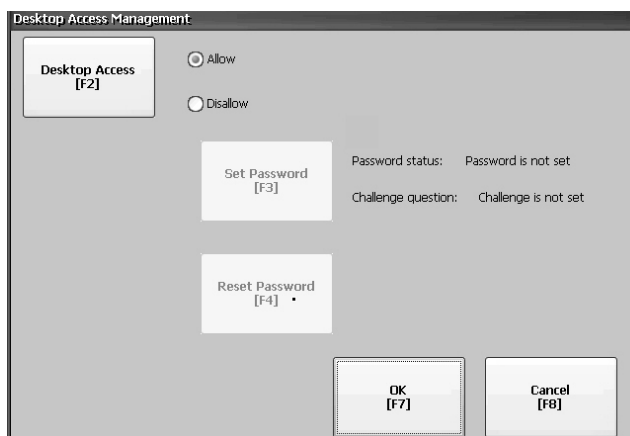 Desktop Access Management
Desktop Access
[F2]
Allow
Disallow
Set Password
[F3]
Password status: Password is not set
Challenge question: Challenge is not set
Reset Password
[F4]
OK
[F7]
Cancel
[F8]